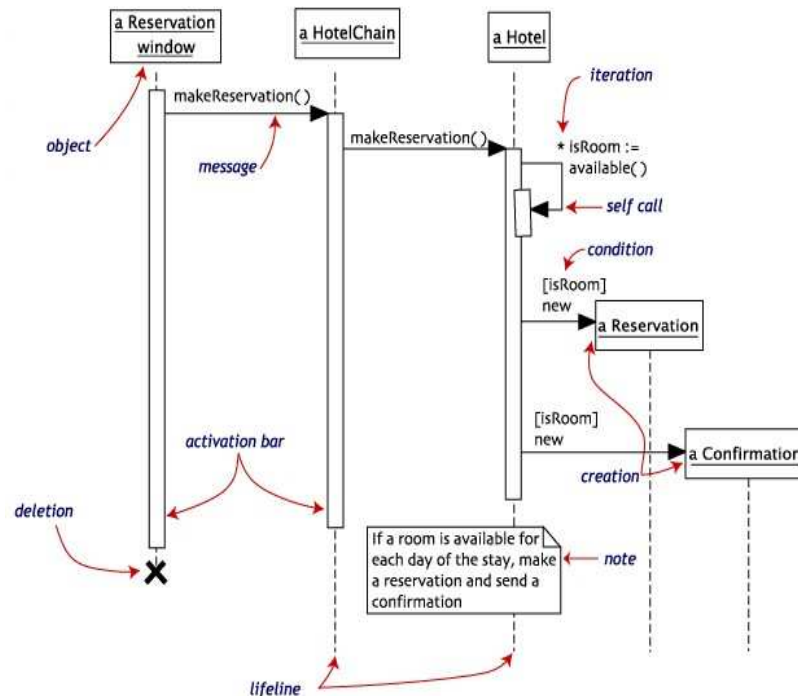 a Reservation
window
a HotelChain
a Hotel
iteration
makeReservation()
object
message
makeReservation()
* isRoom :=
available()
self call
condition
[isRoom]
new
a Reservation
activation bar
[isRoom]
new
a Confirmation
creation
deletion
If a room is available for
each day of the stay, make
a reservation and send a
confirmation
note
lifeline